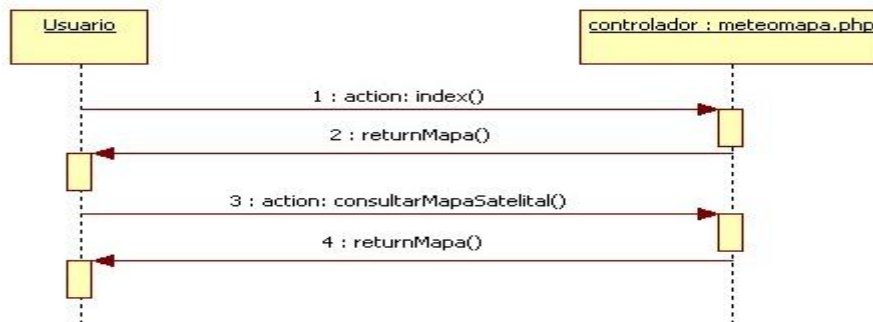 Usuario
controlador : meteomapa.php
1 : action: index()
2 : returnMapa()
3 : action: consultarMapaSatelital()
4 : returnMapa()